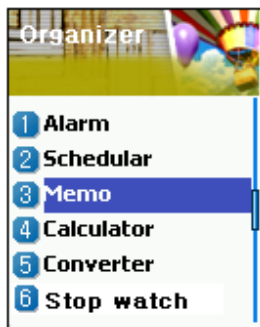 Organizer
1 Alarm
2 Schedular
3 Memo
4 Calculator
5 Converter
6 Stop watch